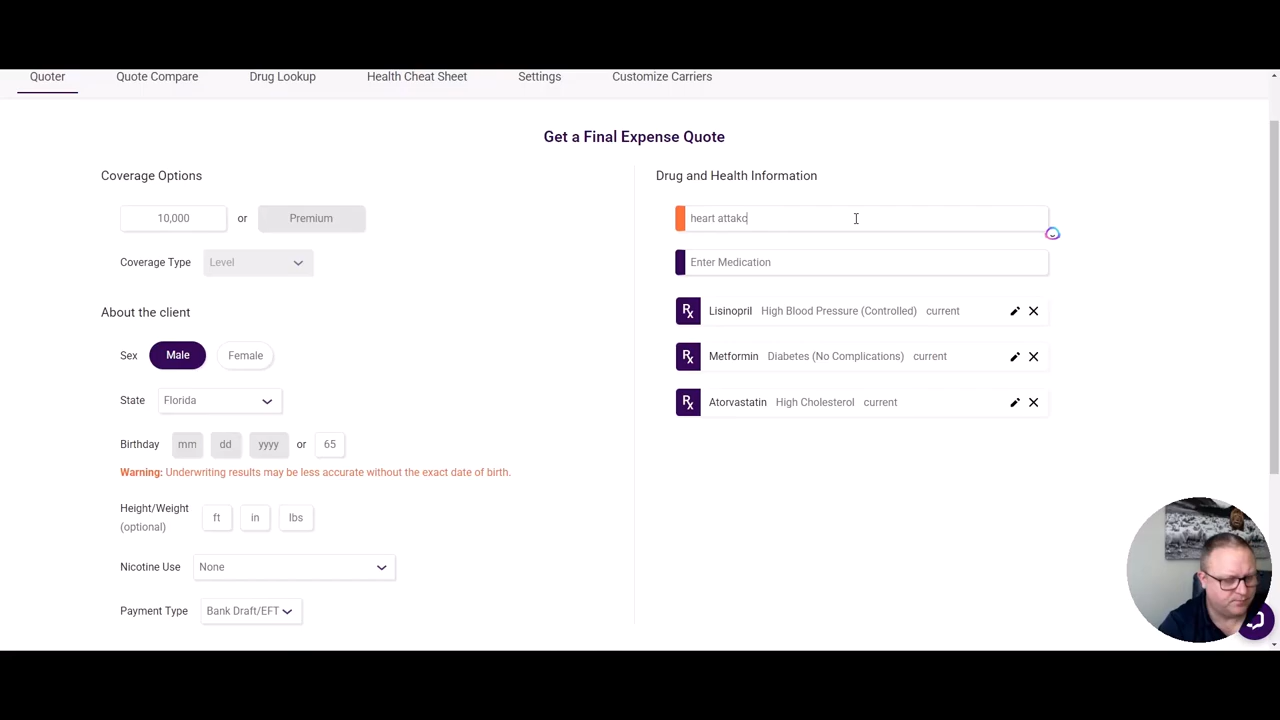 Quoter Quote Compare Drug Lookup Health Cheat Sheet Settings Customize Carriers
Get a Final Expense Quote
Coverage Options
10,000 or Premium
Coverage Type Level
About the client
Sex Male Female
State Florida
Birthday mm dd yyyy or 65
Warning: Underwriting results may be less accurate without the exact date of birth.
Height/Weight
(optional) ft in lbs
Nicotine Use None
Payment Type Bank Draft/EFT
Drug and Health Information
heart attakc
Enter Medication
Rx Lisinopril High Blood Pressure (Controlled) current
Rx Metformin Diabetes (No Complications) current
Rx Atorvastatin High Cholesterol current